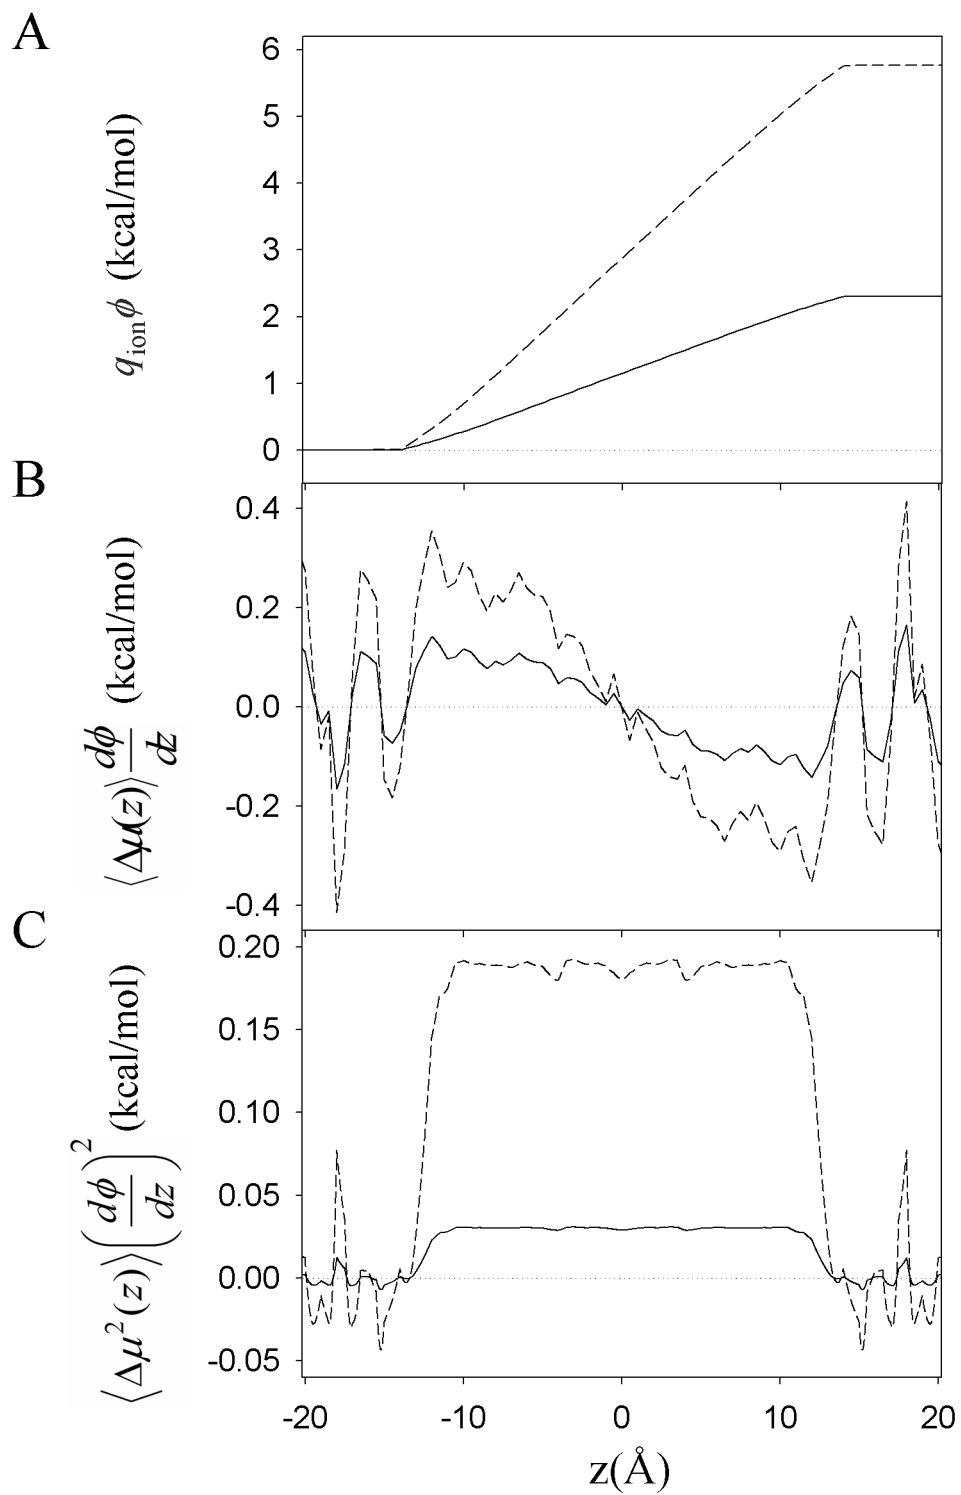 A
6
5
4
3
2
1
0
q_ion ϕ (kcal/mol)
B
0.4
0.2
0.0
-0.2
-0.4
⟨Δμ(z)⟩ dϕ/dz (kcal/mol)
C
0.20
0.15
0.10
0.05
0.00
-0.05
⟨Δμ²(z)⟩(dϕ/dz)² (kcal/mol)
-20 -10 0 10 20
z(Å)